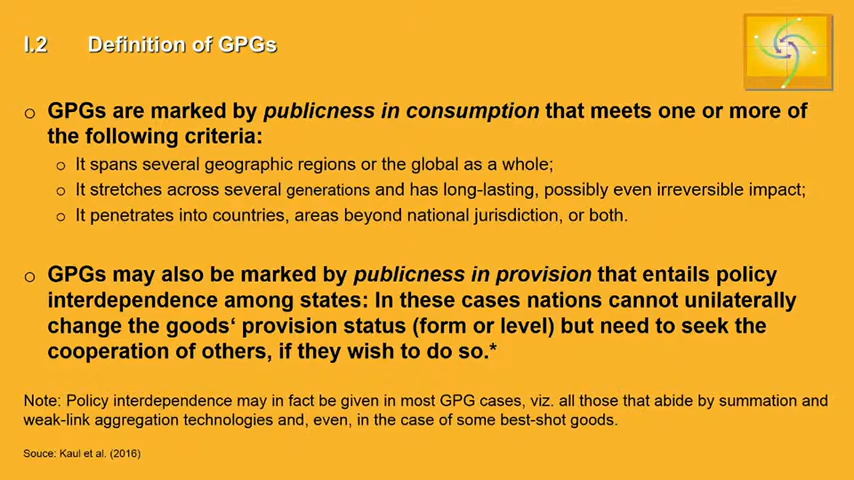 I.2 Definition of GPGs
o GPGs are marked by publicness in consumption that meets one or more of
the following criteria:
o It spans several geographic regions or the global as a whole;
o It stretches across several generations and has long-lasting, possibly even irreversible impact;
o It penetrates into countries, areas beyond national jurisdiction, or both.
o GPGs may also be marked by publicness in provision that entails policy
interdependence among states: In these cases nations cannot unilaterally
change the goods‘ provision status (form or level) but need to seek the
cooperation of others, if they wish to do so.*
Note: Policy interdependence may in fact be given in most GPG cases, viz. all those that abide by summation and
weak-link aggregation technologies and, even, in the case of some best-shot goods.
Souce: Kaul et al. (2016)